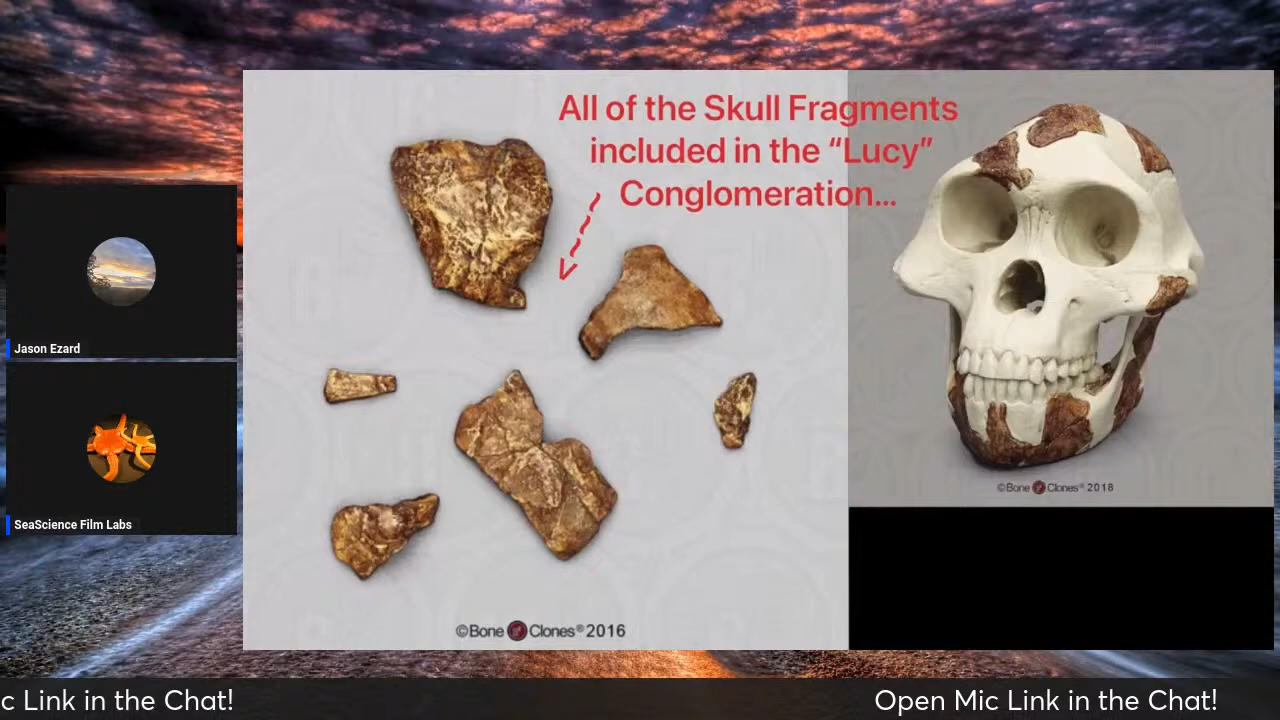 All of the Skull Fragments
included in the “Lucy”
Conglomeration...
Jason Ezard
SeaScience Film Labs
©Bone Clones® 2018
©Bone Clones® 2016
c Link in the Chat!
Open Mic Link in the Chat!